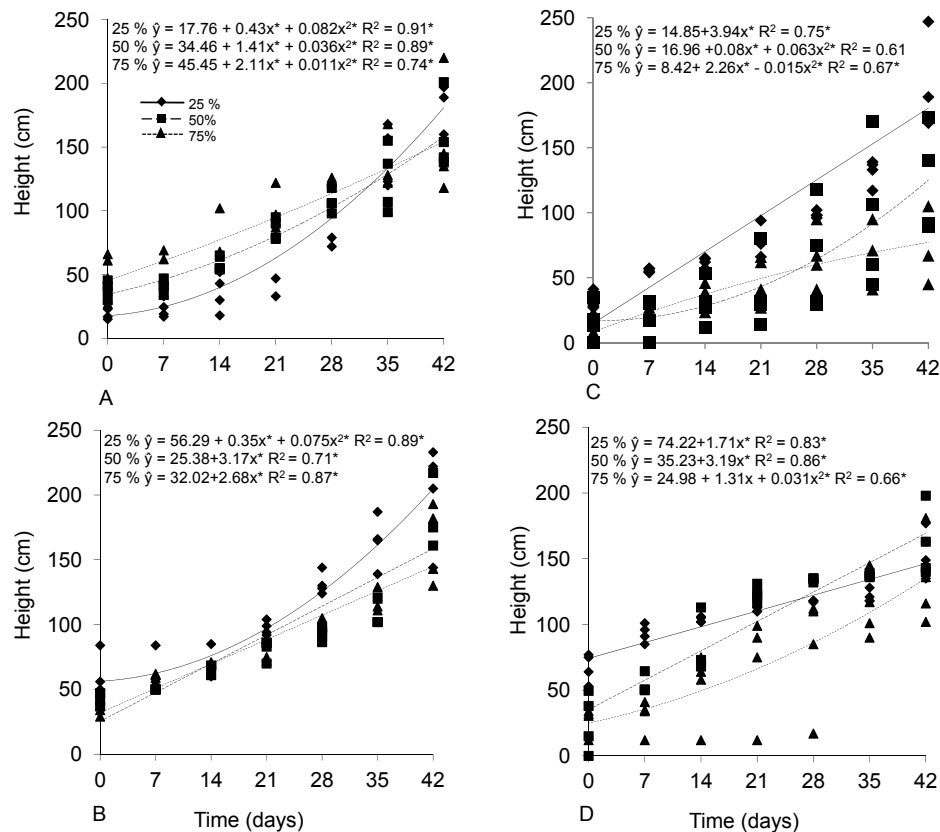 25 % ŷ = 17.76 + 0.43x* + 0.082x²* R² = 0.91*
50 % ŷ = 34.46 + 1.41x* + 0.036x²* R² = 0.89*
75 % ŷ = 45.45 + 2.11x* + 0.011x²* R² = 0.74*
25 %
50%
75%
Height (cm)
250
200
150
100
50
0
0 7 14 21 28 35 42
A
25 % ŷ = 14.85+3.94x* R² = 0.75*
50 % ŷ = 16.96 +0.08x* + 0.063x²* R² = 0.61
75 % ŷ = 8.42+ 2.26x* - 0.015x²* R² = 0.67*
Height (cm)
250
200
150
100
50
0
0 7 14 21 28 35 42
C
25 % ŷ = 56.29 + 0.35x* + 0.075x²* R² = 0.89*
50 % ŷ = 25.38+3.17x* R² = 0.71*
75 % ŷ = 32.02+2.68x* R² = 0.87*
Height (cm)
250
200
150
100
50
0
0 7 14 21 28 35 42
B
Time (days)
25 % ŷ = 74.22+1.71x* R² = 0.83*
50 % ŷ = 35.23+3.19x* R² = 0.86*
75 % ŷ = 24.98 + 1.31x + 0.031x²* R² = 0.66*
Height (cm)
250
200
150
100
50
0
0 7 14 21 28 35 42
D
Time (days)